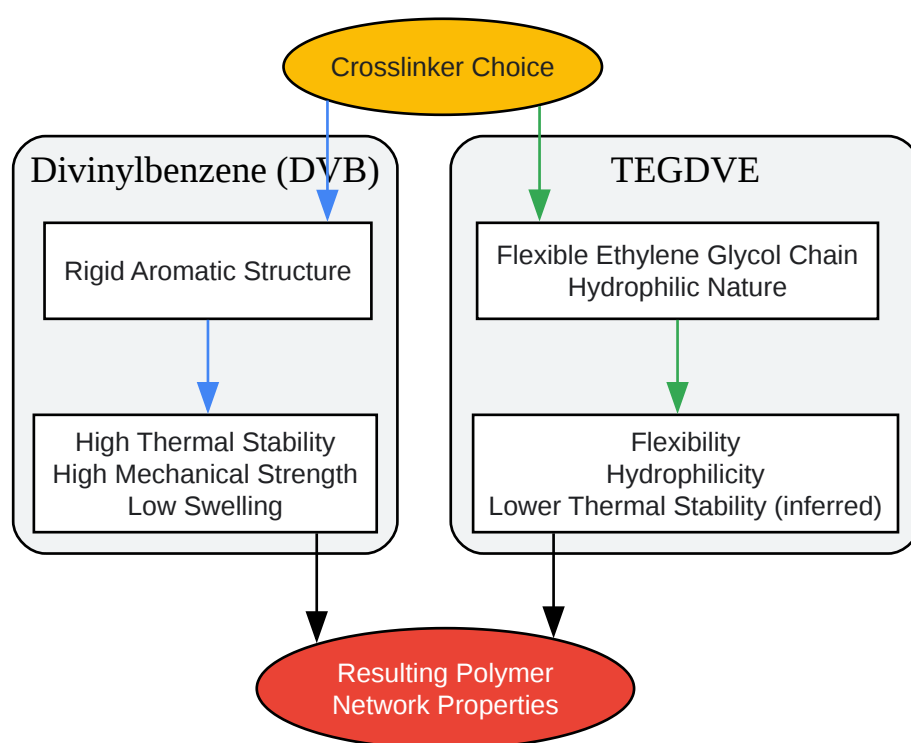 Crosslinker Choice
Divinylbenzene (DVB)
Rigid Aromatic Structure
High Thermal Stability
High Mechanical Strength
Low Swelling
TEGDVE
Flexible Ethylene Glycol Chain
Hydrophilic Nature
Flexibility
Hydrophilicity
Lower Thermal Stability (inferred)
Resulting Polymer
Network Properties